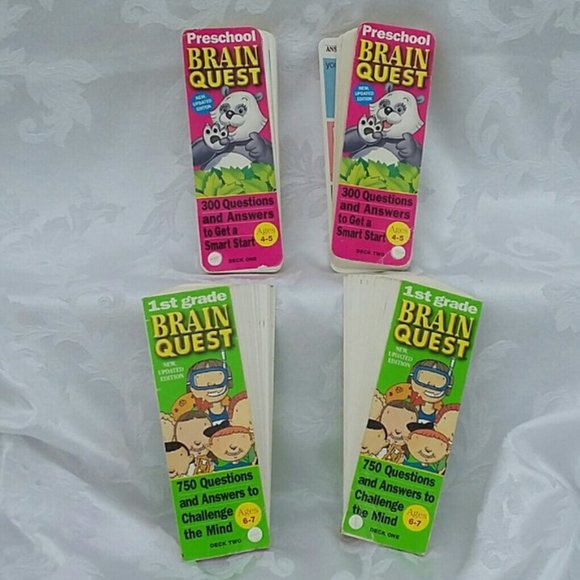 Preschool
BRAIN
QUEST
NEW,
UPDATED
EDITION
300 Questions
and Answers
to Get a
Smart Start
Ages
4-5
DECK ONE
ANS
yo
Preschool
BRAIN
QUEST
NEW,
UPDATED
EDITION
300 Questions
and Answers
to Get a
Smart Start
Ages
4-5
DECK TWO
1st grade
BRAIN
QUEST
NEW,
UPDATED
EDITION
750 Questions
and Answers to
Challenge
the Mind
Ages
6-7
DECK TWO
1st grade
BRAIN
QUEST
NEW,
UPDATED
EDITION
750 Questions
and Answers to
Challenge
the Mind
Ages
6-7
DECK ONE